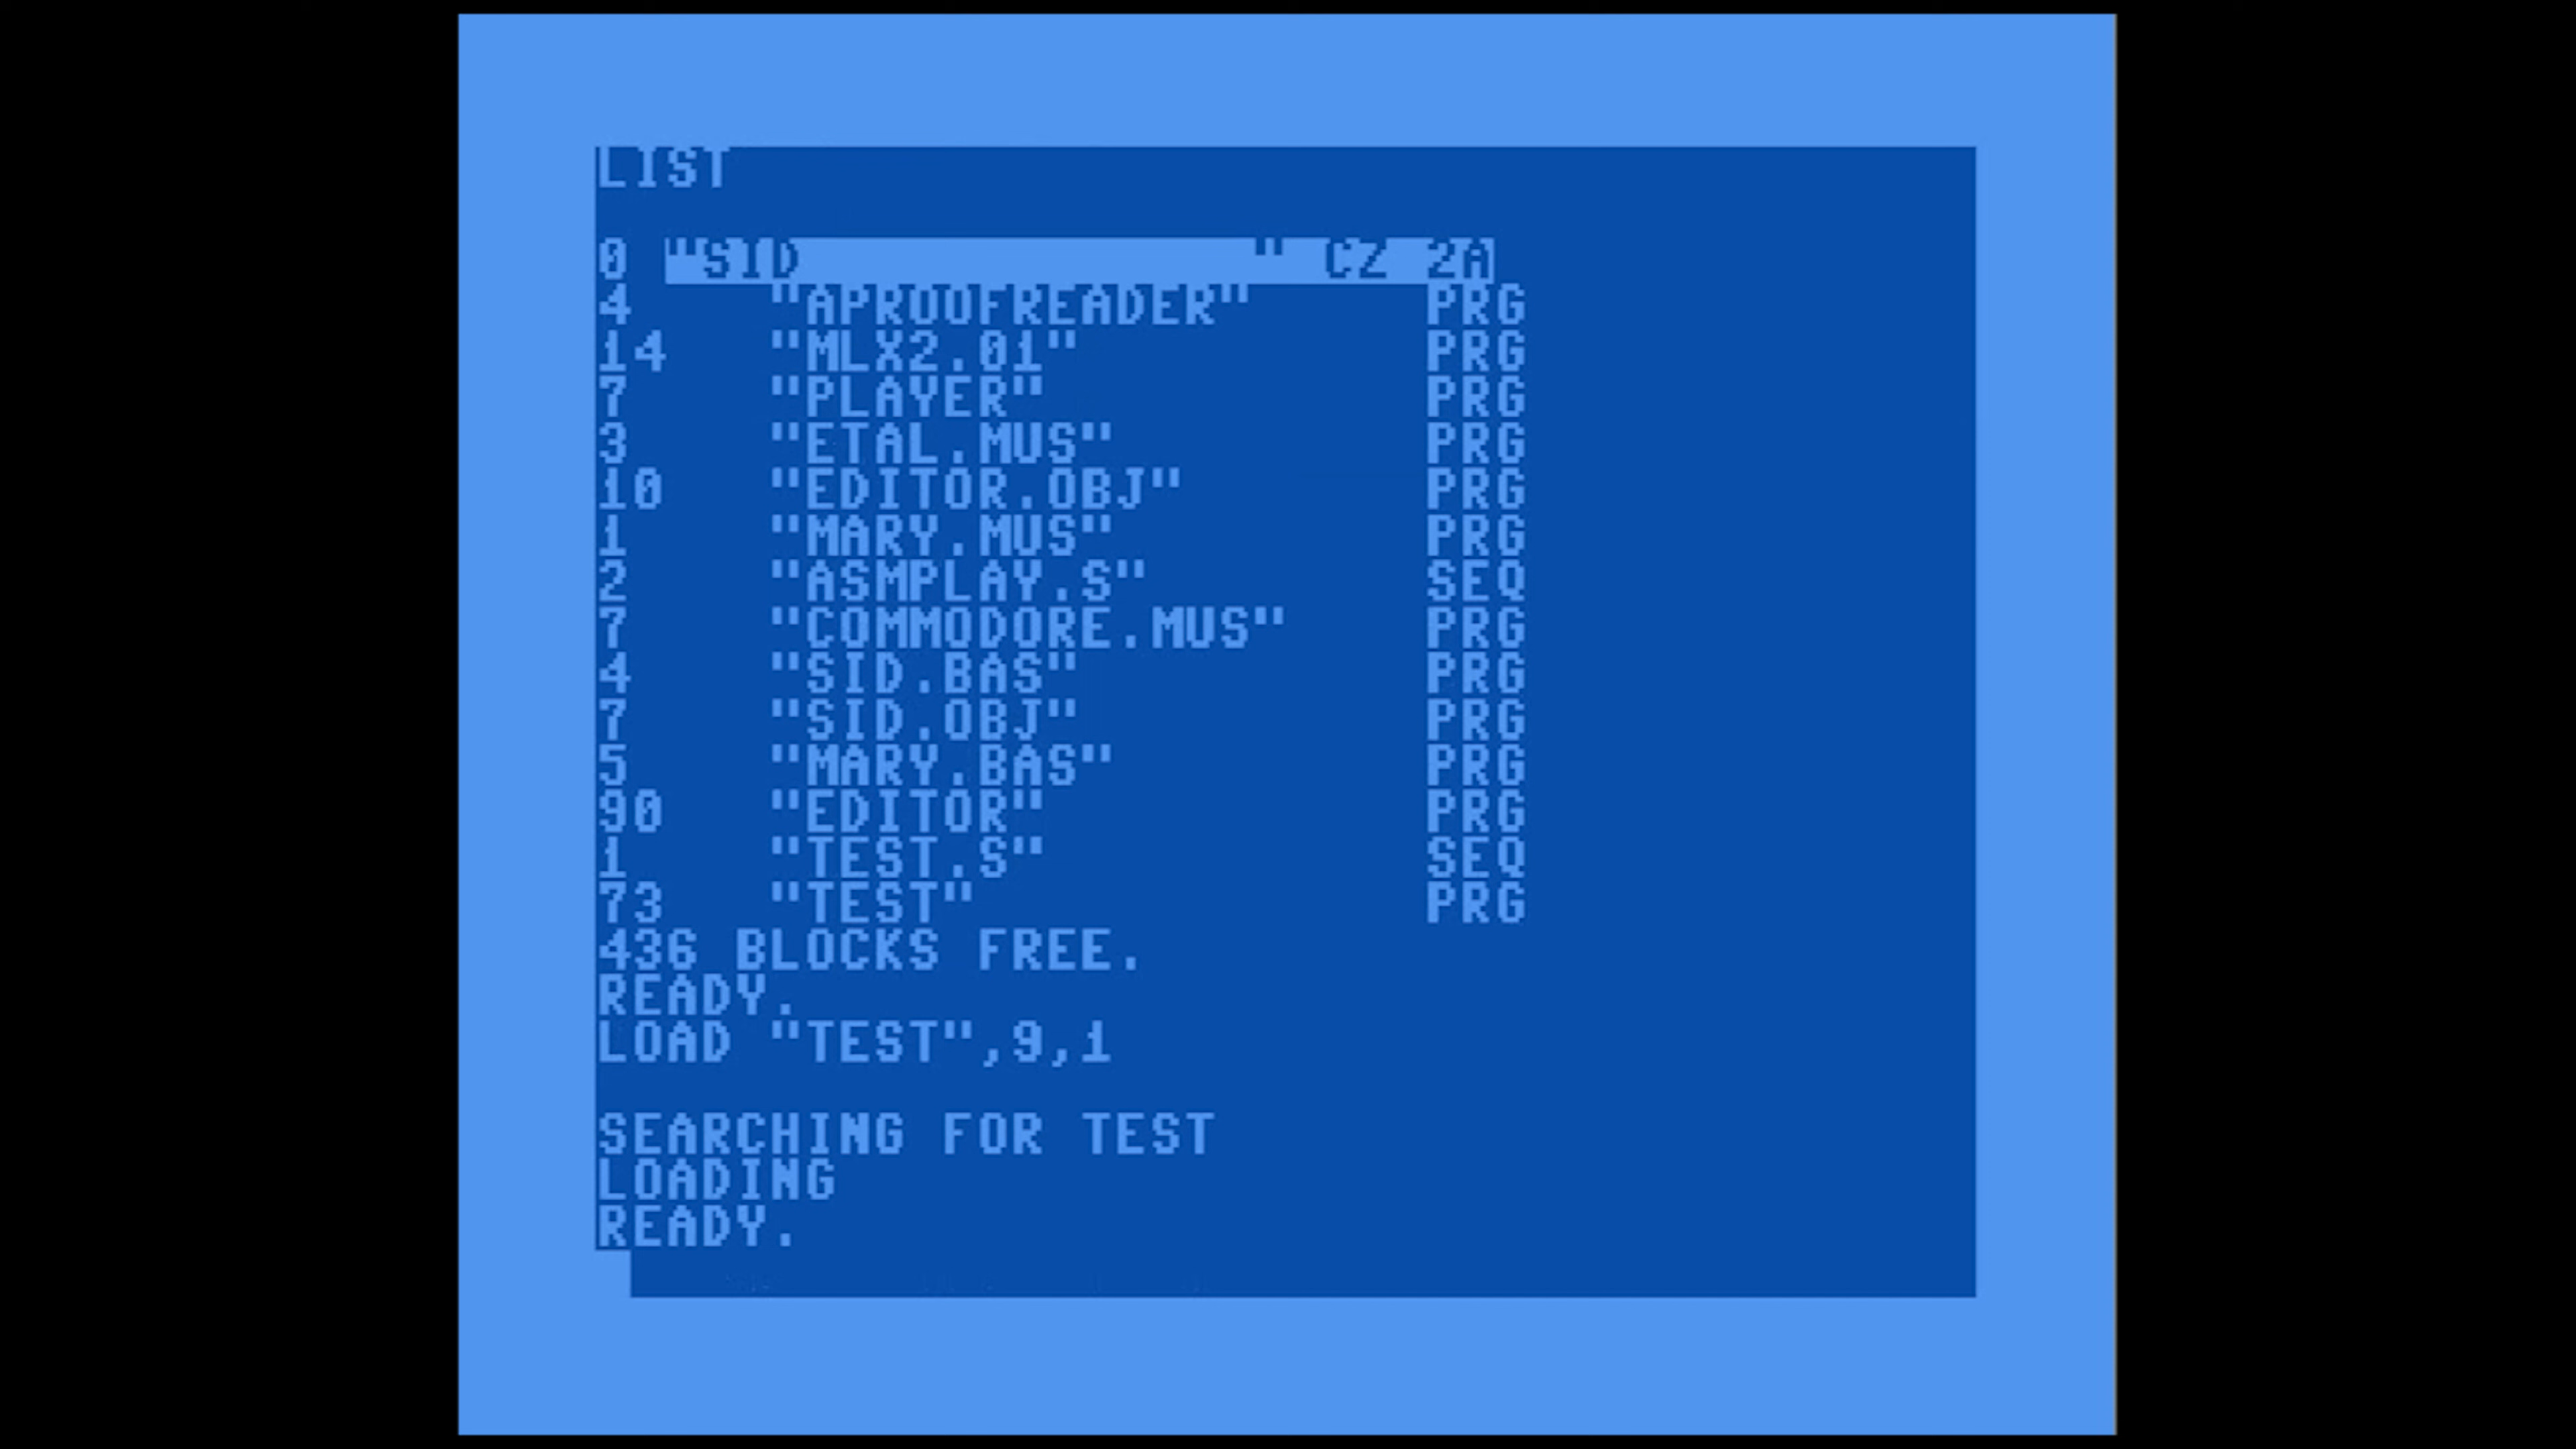 LIST
0 "SID             " CZ 2A
4    "APROOFREADER"     PRG
14   "MLX2.01"          PRG
7    "PLAYER"           PRG
3    "ETAL.MUS"         PRG
10   "EDITOR.OBJ"       PRG
1    "MARY.MUS"         PRG
2    "ASMPLAY.S"        SEQ
7    "COMMODORE.MUS"    PRG
4    "SID.BAS"          PRG
7    "SID.OBJ"          PRG
5    "MARY.BAS"         PRG
90   "EDITOR"           PRG
1    "TEST.S"           SEQ
73   "TEST"             PRG
436 BLOCKS FREE.
READY.
LOAD "TEST",9,1
SEARCHING FOR TEST
LOADING
READY.